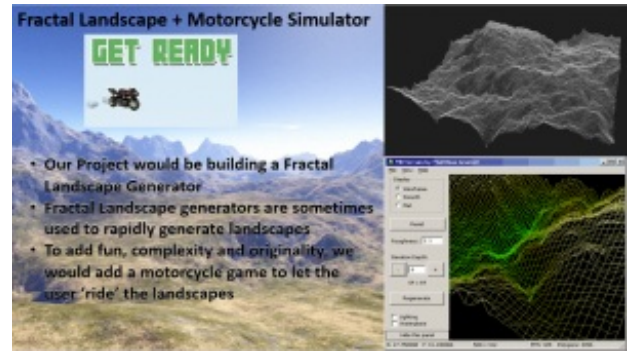 Fractal Landscape + Motorcycle Simulator
GET READY
• Our Project would be building a Fractal
Landscape Generator
• Fractal Landscape generators are sometimes
used to rapidly generate landscapes
• To add fun, complexity and originality, we
would add a motorcycle game to let the
user 'ride' the landscapes
Regenerate